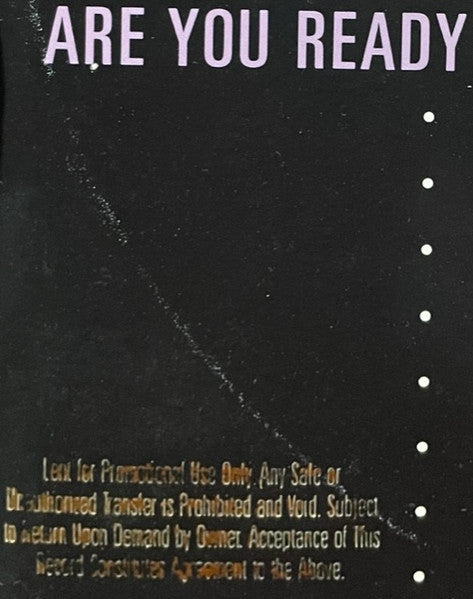 ARE YOU READY
Lent for Promotional Use Only. Any Sale or
Unauthorized Transfer is Prohibited and Void. Subject
to Return Upon Demand by Owner. Acceptance of This
Record Constitutes Agreement to the Above.